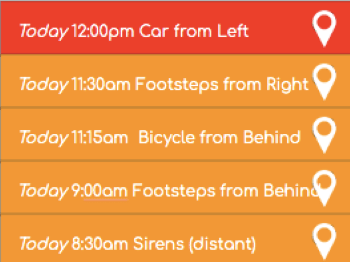 Today 12:00pm Car from Left
Today 11:30am Footsteps from Right
Today 11:15am Bicycle from Behind
Today 9:00am Footsteps from Behind
Today 8:30am Sirens (distant)